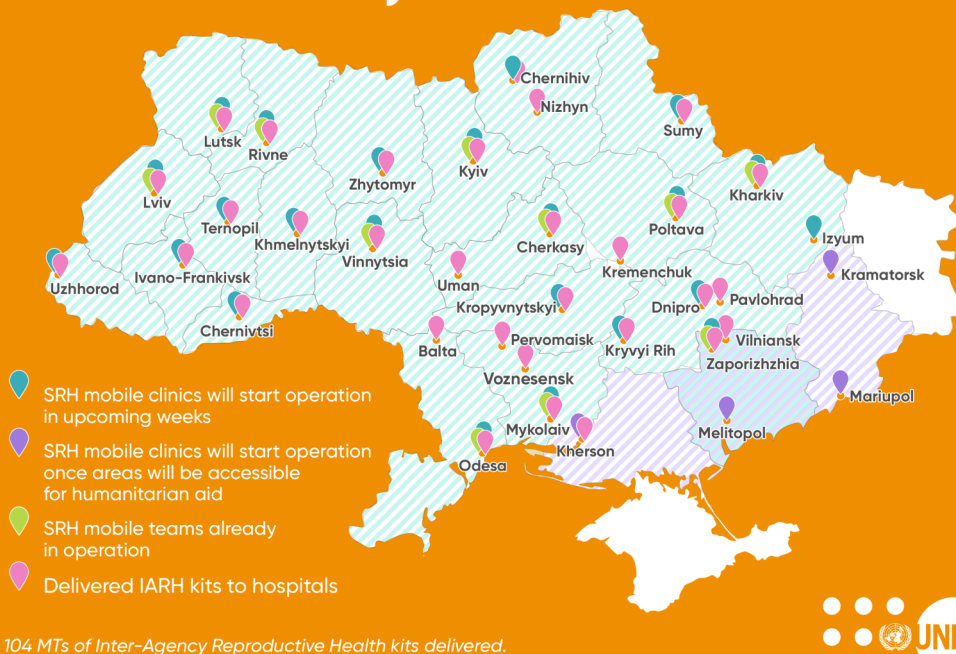 Chernihiv
Nizhyn
Sumy
Lutsk
Rivne
Kyiv
Zhytomyr
Kharkiv
Lviv
Ternopil
Khmelnytskyi
Vinnytsia
Cherkasy
Poltava
Izyum
Uzhhorod
Ivano-Frankivsk
Uman
Kremenchuk
Kramatorsk
Chernivtsi
Kropyvnytskyi
Dnipro
Pavlohrad
Balta
Pervomaisk
Kryvyi Rih
Vilniansk
Voznesensk
Zaporizhzhia
Mariupol
Mykolaiv
Kherson
Melitopol
Odesa
SRH mobile clinics will start operation
in upcoming weeks
SRH mobile clinics will start operation
once areas will be accessible
for humanitarian aid
SRH mobile teams already
in operation
Delivered IARH kits to hospitals
104 MTs of Inter-Agency Reproductive Health kits delivered.